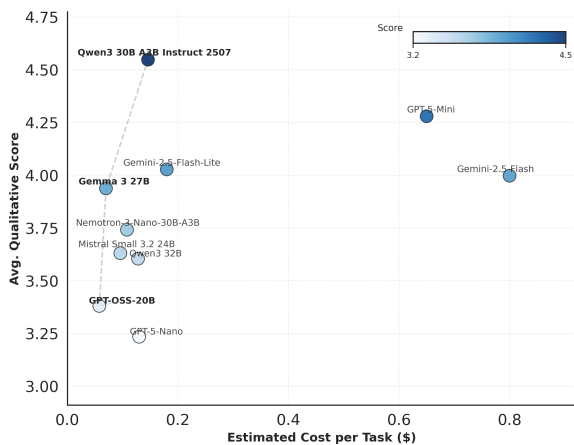 4.75
Score
Qwen3 30B A3B Instruct 2507
3.2
4.5
4.50
GPT-5-Mini
4.25
Gemini-2.5-Flash-Lite
Gemini-2.5-Flash
4.00
Gemma 3 27B
Nemotron-3-Nano-30B-A3B
3.75
Mistral Small 3.2 24B
Qwen3 32B
3.50
GPT-OSS-20B
GPT-5-Nano
3.25
3.00
Avg. Qualitative Score
0.0
0.2
0.4
0.6
0.8
Estimated Cost per Task ($)